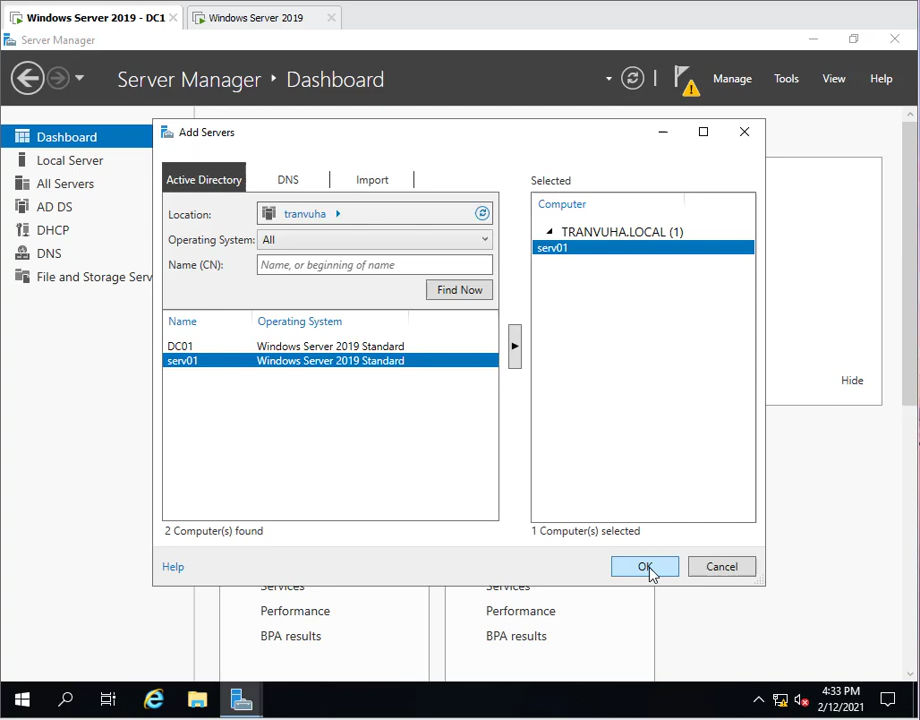 Windows Server 2019 - DC1
Windows Server 2019
Server Manager
Server Manager
Dashboard
Manage
Tools
View
Help
Dashboard
Local Server
All Servers
AD DS
DHCP
DNS
File and Storage Serv
Add Servers
Active Directory
DNS
Import
Location:
tranvuha
Operating System:
All
Name (CN):
Name, or beginning of name
Find Now
Name
Operating System
DC01
Windows Server 2019 Standard
serv01
Windows Server 2019 Standard
2 Computer(s) found
Selected
Computer
TRANVUHA.LOCAL (1)
serv01
1 Computer(s) selected
Help
OK
Cancel
Hide
Services
Performance
BPA results
Services
Performance
BPA results
4:33 PM
2/12/2021